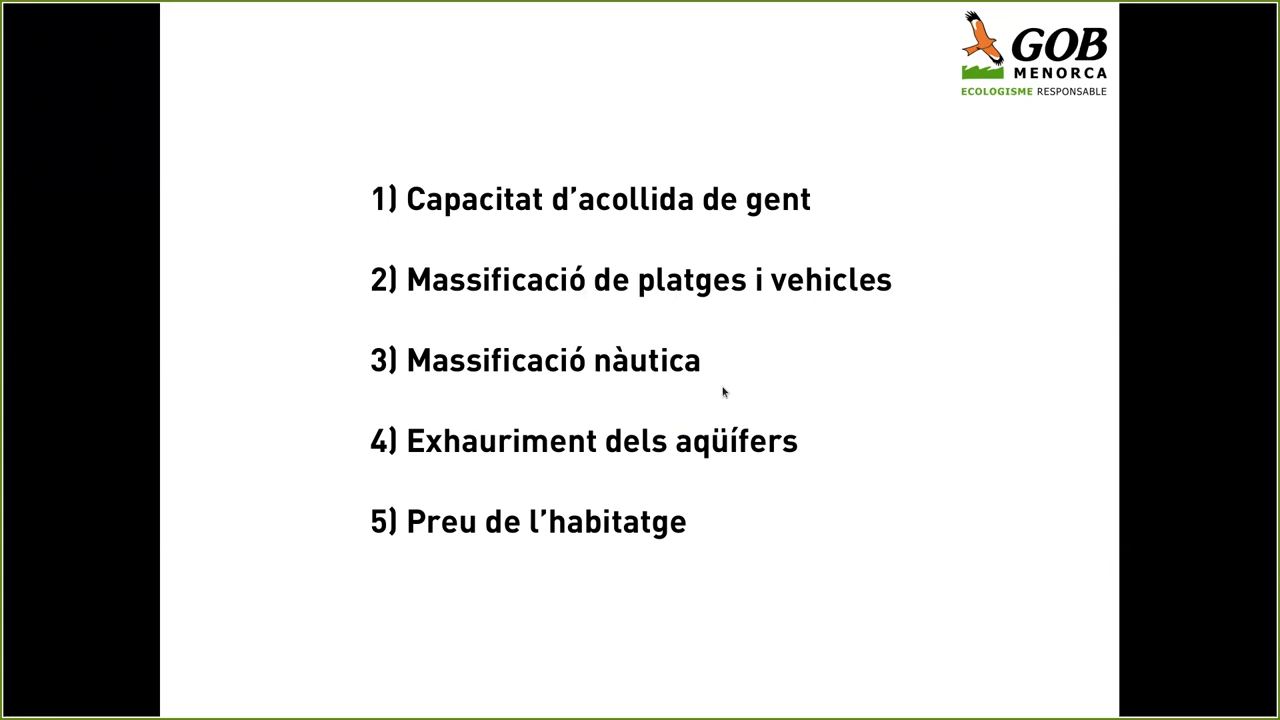 GOB
MENORCA
ECOLOGISME RESPONSABLE
1) Capacitat d’acollida de gent
2) Massificació de platges i vehicles
3) Massificació nàutica
4) Exhauriment dels aqüífers
5) Preu de l’habitatge